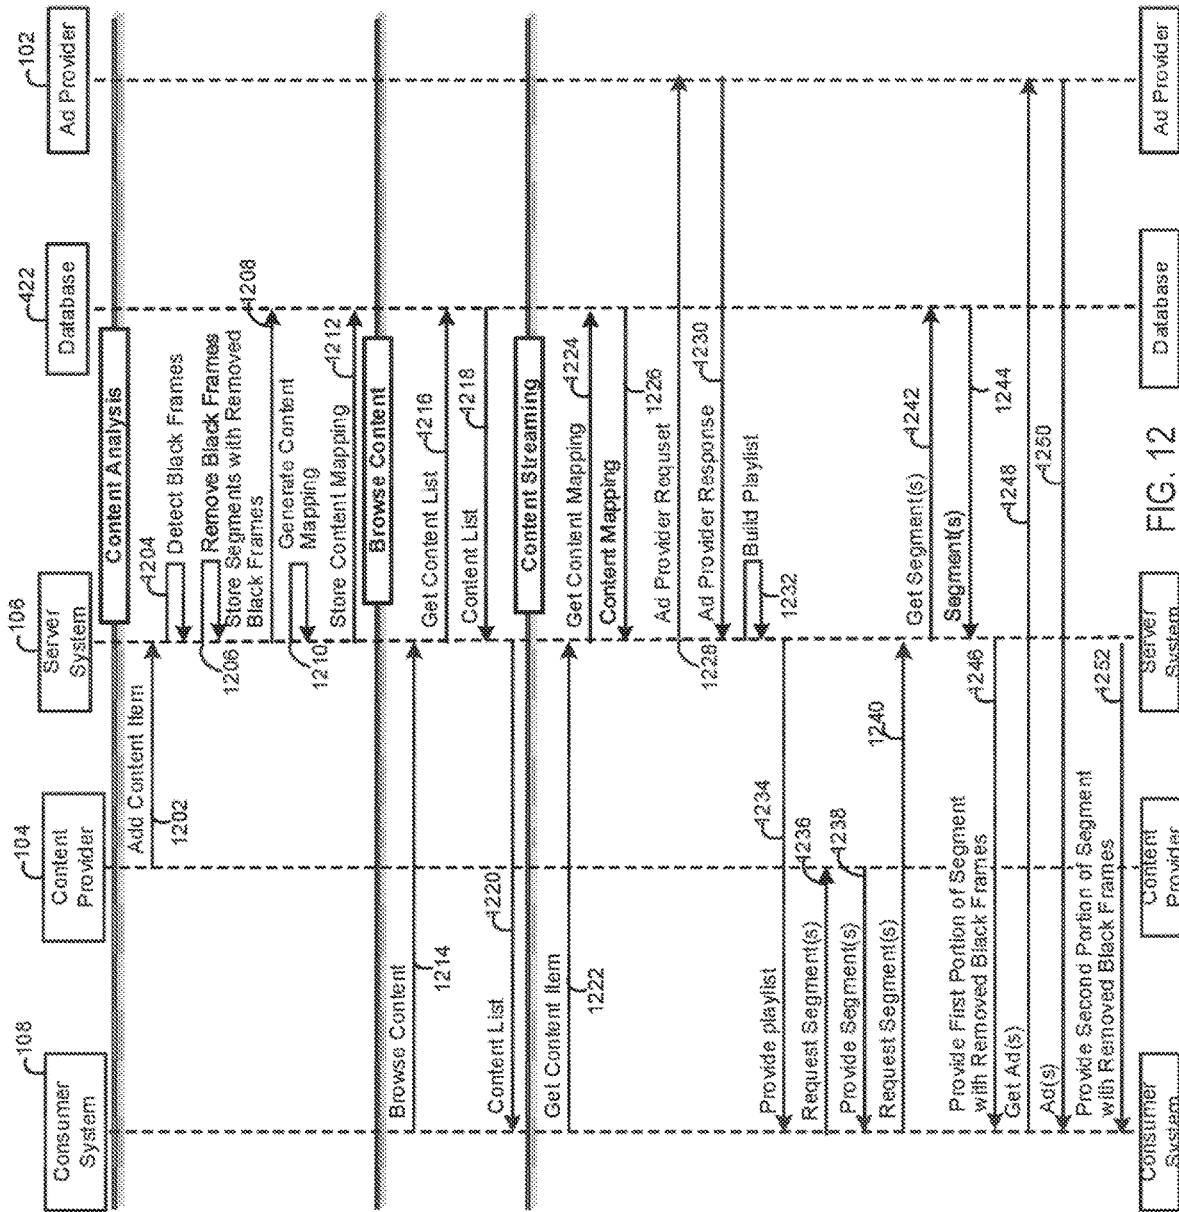 108
Consumer
System
104
Content
Provider
106
Server
System
422
Database
102
Ad Provider
Content Analysis
Add Content Item
1202
1204
Detect Black Frames
1206
Remove Black Frames
Store Segments with Removed
Black Frames
1208
1210
Generate Content
Mapping
Store Content Mapping
1212
Browse Content
Browse Content
1214
Get Content List
1216
Content List
1218
Content List
1220
Content Streaming
Get Content Item
1222
Get Content Mapping
1224
Content Mapping
1226
Ad Provider Requset
1228
Ad Provider Response
1230
Build Playlist
1232
Provide playlist
1234
Request Segment(s)
1236
Provide Segment(s)
1238
Request Segment(s)
1240
Get Segment(s)
1242
Segment(s)
1244
Provide First Portion of Segment
with Removed Black Frames
1246
Get Ad(s)
1248
Ad(s)
1250
Provide Second Portion of Segment
with Removed Black Frames
1252
Consumer
System
Content
Provider
Server
System
Database
Ad Provider
FIG. 12